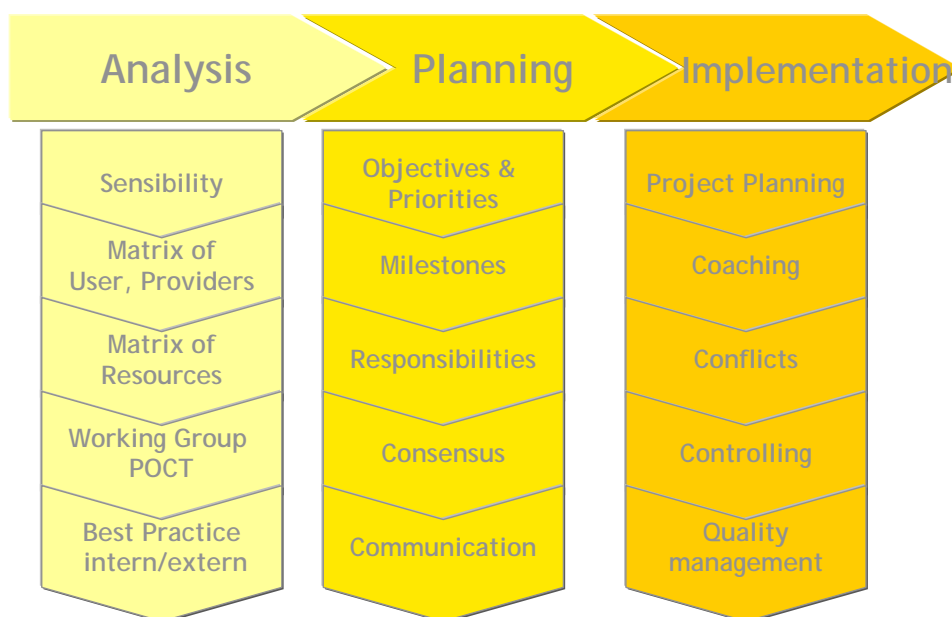 Analysis
Planning
Implementation
Sensibility
Matrix of
User, Providers
Matrix of
Resources
Working Group
POCT
Best Practice
intern/extern
Objectives &
Priorities
Milestones
Responsibilities
Consensus
Communication
Project Planning
Coaching
Conflicts
Controlling
Quality
management